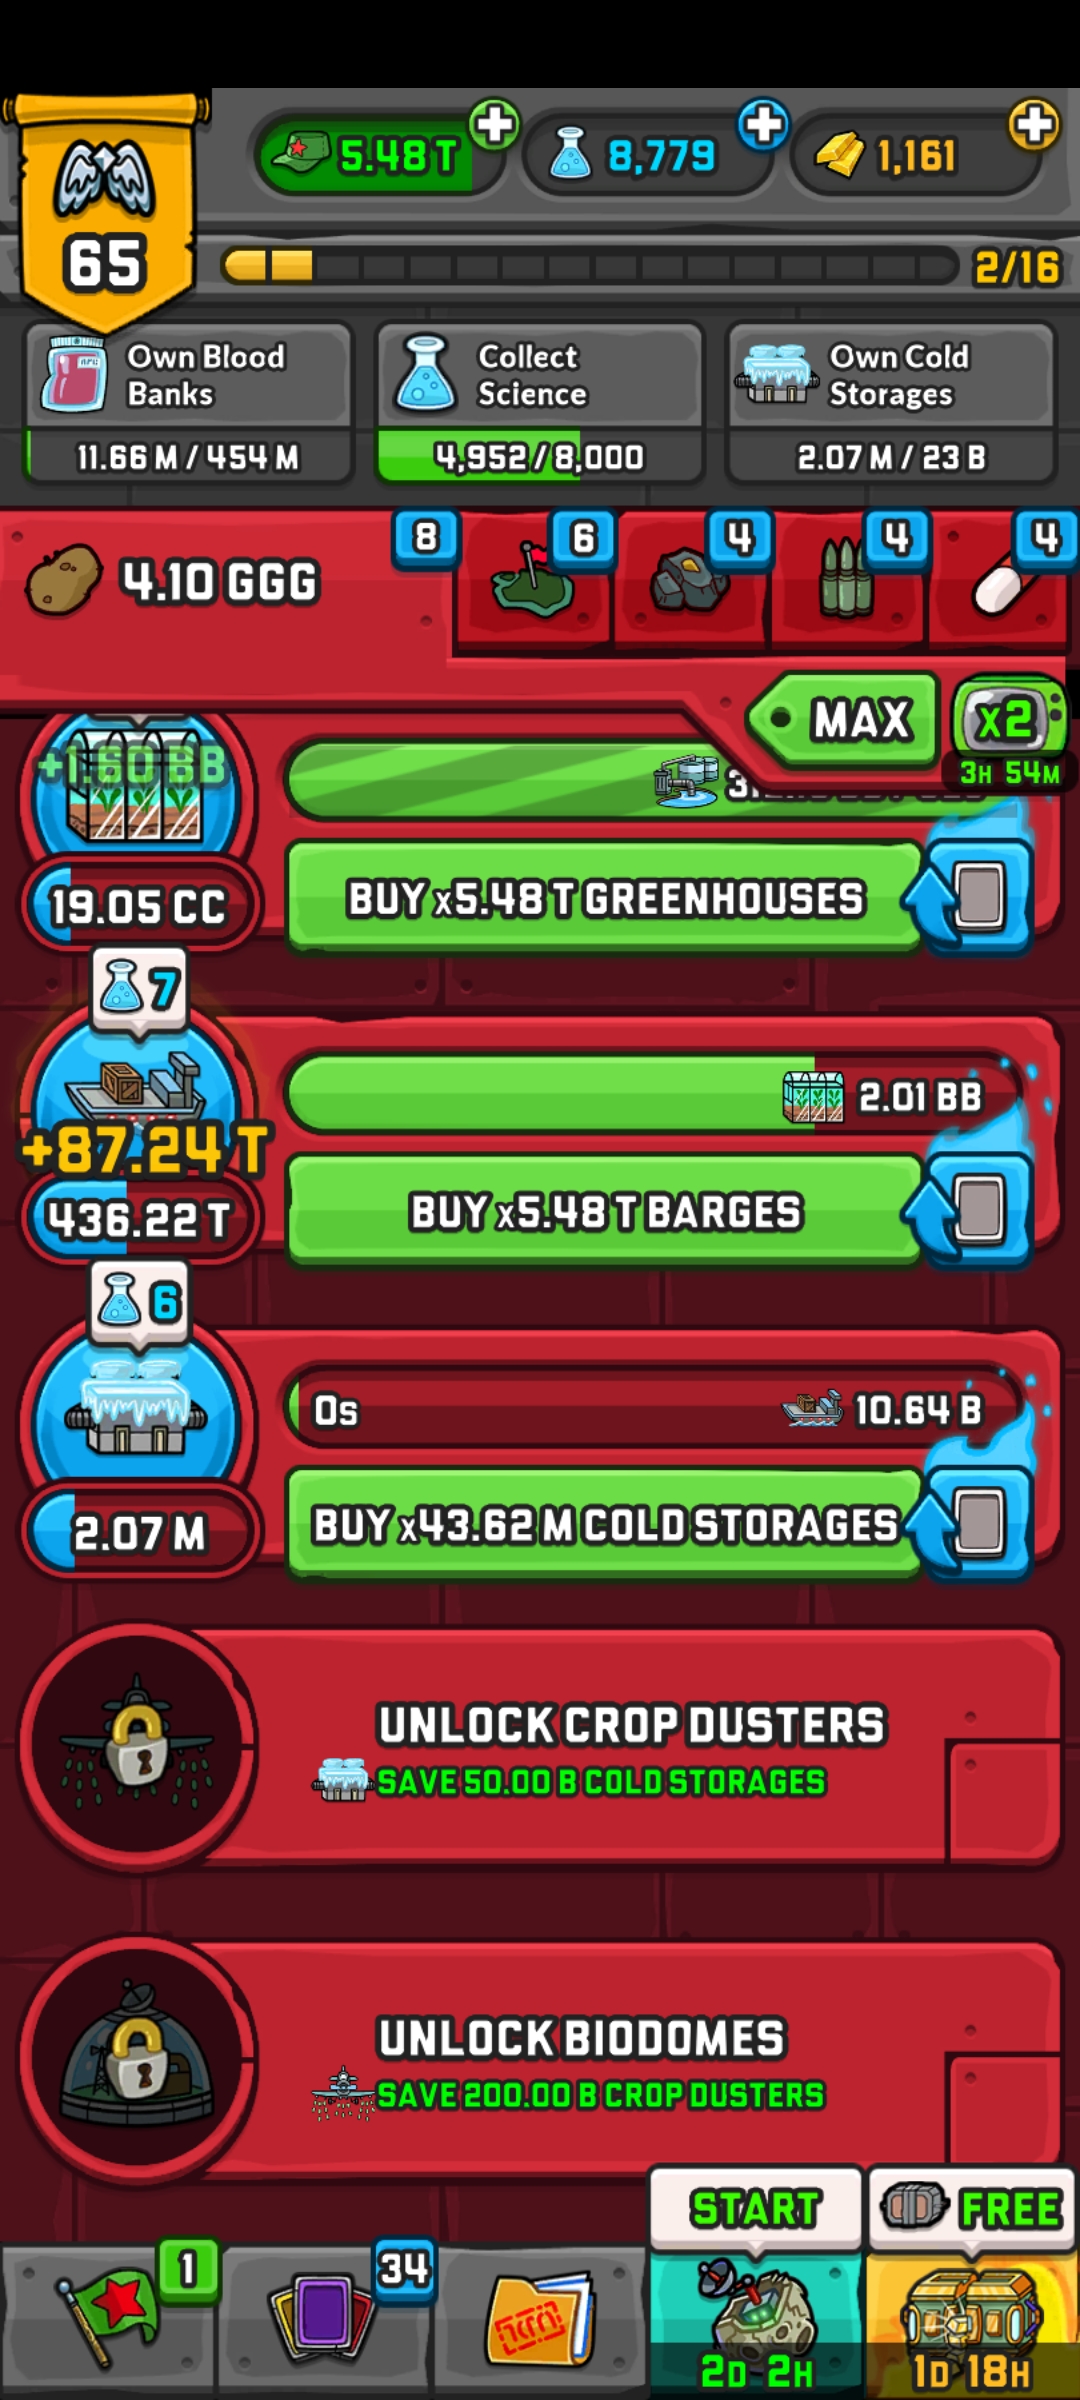 65
5.48 T
8,779
1,161
2/16
Own Blood
Banks
11.66 M / 454 M
Collect
Science
4,952/8,000
Own Cold
Storages
2.07 M / 23 B
4.10 GGG
8
6
4
4
4
MAX
x2
3H 54M
+1.60 BB
19.05 CC
BUY x5.48 T GREENHOUSES
7
+87.24 T
2.01 BB
436.22 T
BUY x5.48 T BARGES
6
0s
10.64 B
2.07 M
BUY x43.62 M COLD STORAGES
UNLOCK CROP DUSTERS
SAVE 50.00 B COLD STORAGES
UNLOCK BIODOMES
SAVE 200.00 B CROP DUSTERS
START
FREE
1
34
2D 2H
1D 18H